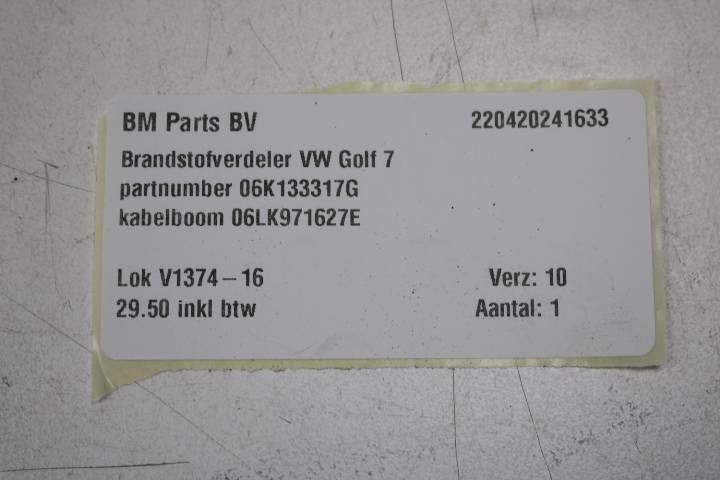 BM Parts BV 220420241633
Brandstofverdeler VW Golf 7
partnumber 06K133317G
kabelboom 06LK971627E
Lok V1374-16 Verz: 10
29.50 inkl btw Aantal: 1